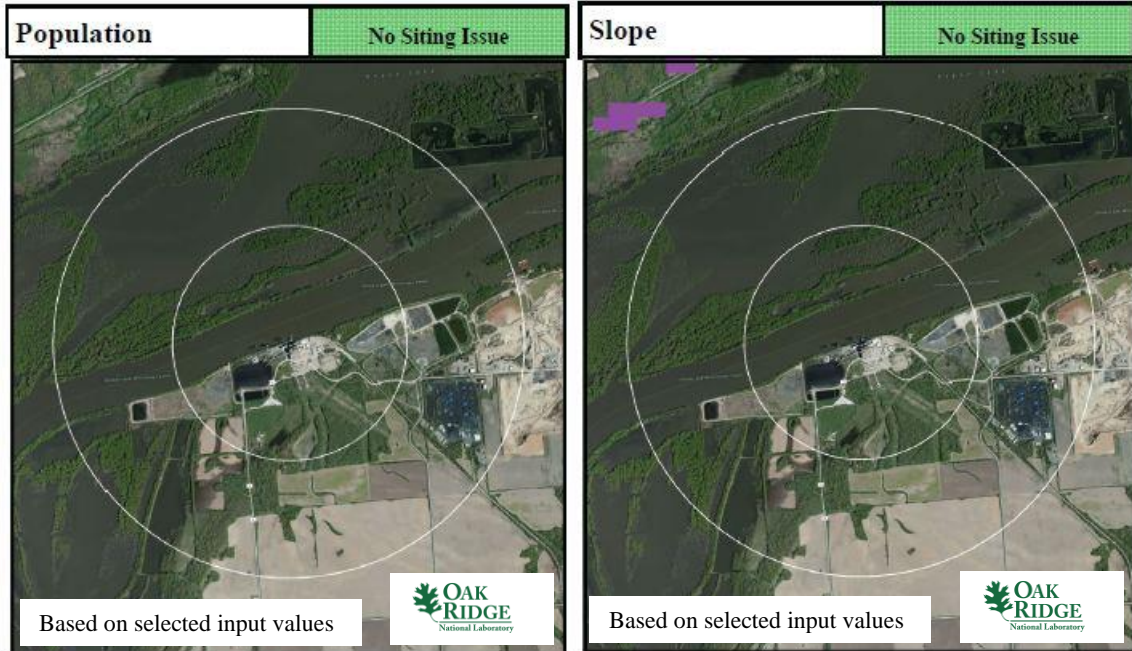 Population
No Siting Issue
Based on selected input values
OAK
RIDGE
National Laboratory
Slope
No Siting Issue
Based on selected input values
OAK
RIDGE
National Laboratory